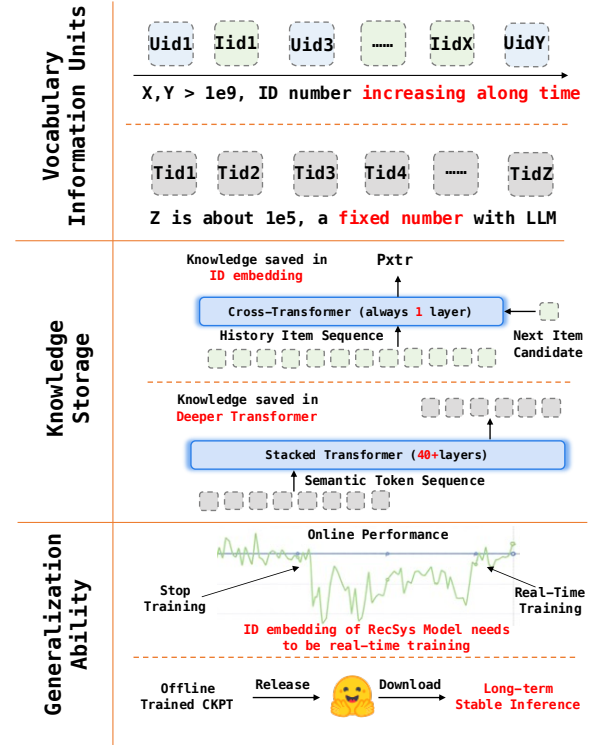 Vocabulary
Information Units
Uid1 Iid1 Uid3 …… IidX UidY
X,Y > 1e9, ID number increasing along time
Tid1 Tid2 Tid3 Tid4 …… TidZ
Z is about 1e5, a fixed number with LLM
Knowledge
Storage
Knowledge saved in
ID embedding
Pxtr
Cross-Transformer (always 1 layer)
History Item Sequence
Next Item
Candidate
Knowledge saved in
Deeper Transformer
Stacked Transformer (40+layers)
Semantic Token Sequence
Generalization
Ability
Online Performance
Stop
Training
Real-Time
Training
ID embedding of RecSys Model needs
to be real-time training
Offline
Trained CKPT
Release
Download
Long-term
Stable Inference